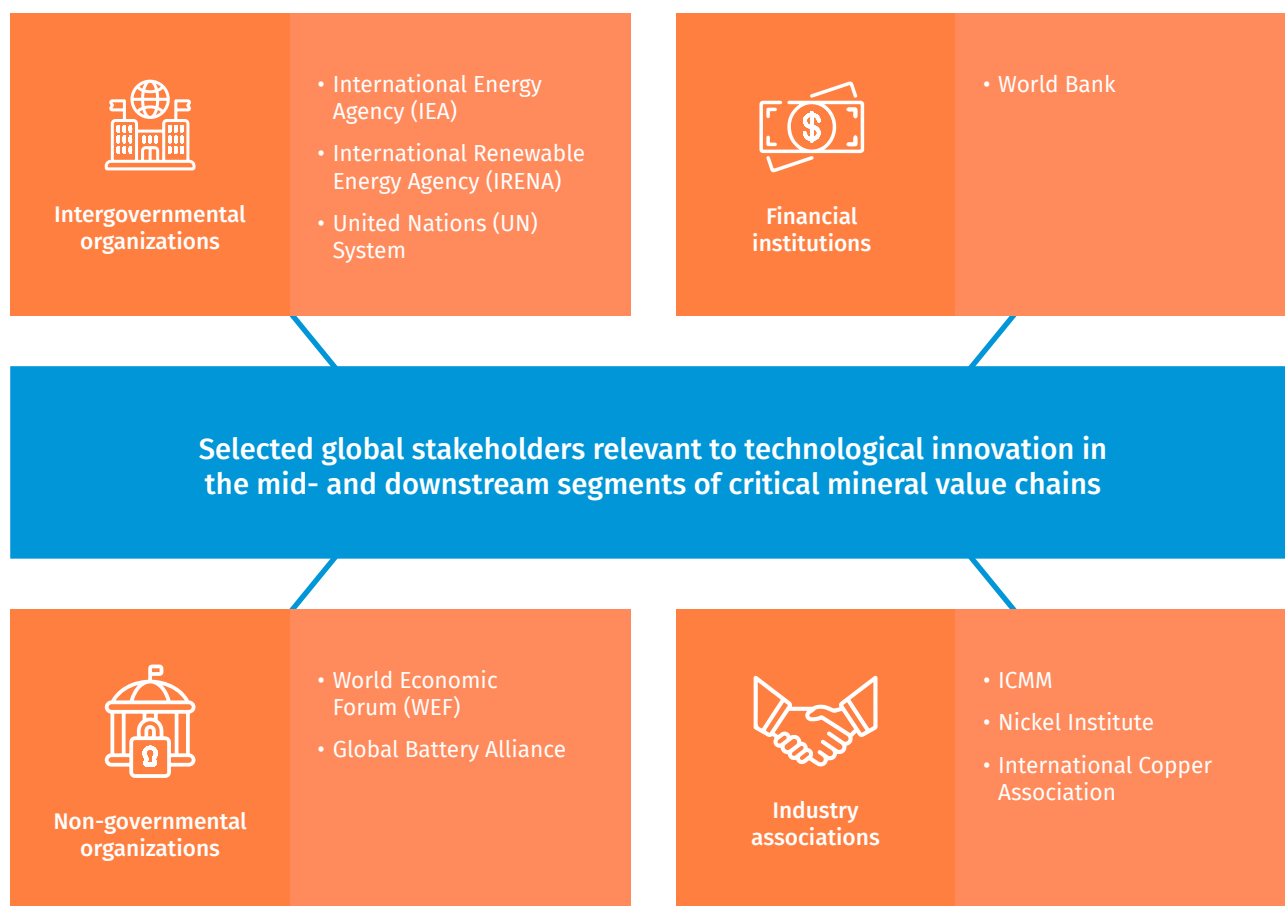 Intergovernmental
organizations
• International Energy
Agency (IEA)
• International Renewable
Energy Agency (IRENA)
• United Nations (UN)
System
$
Financial
institutions
• World Bank
Selected global stakeholders relevant to technological innovation in
the mid- and downstream segments of critical mineral value chains
Non-governmental
organizations
• World Economic
Forum (WEF)
• Global Battery Alliance
Industry
associations
• ICMM
• Nickel Institute
• International Copper
Association